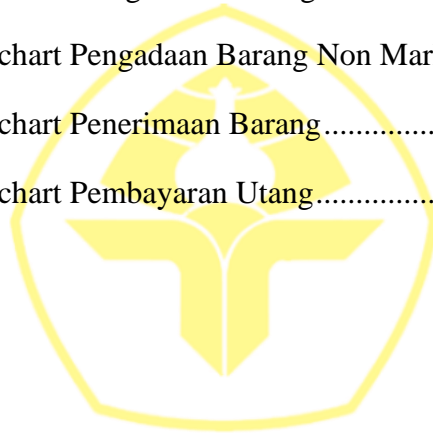 chart Pengadaan Barang Non Mar
chart Penerimaan Barang..............
chart Pembayaran Utang...............